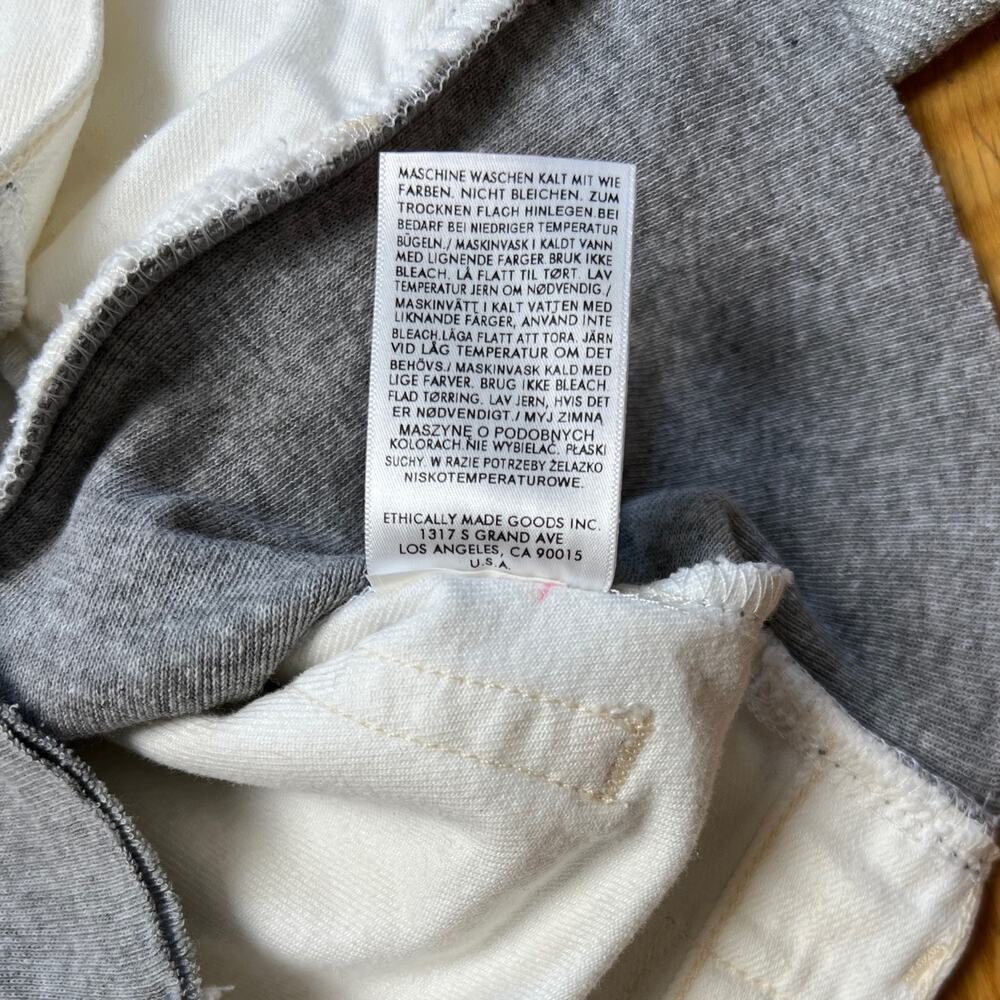 MASCHINE WASCHEN KALT MIT WIE
FARBEN. NICHT BLEICHEN. ZUM
TROCKNEN FLACH HINLEGEN.BEI
BEDARF BEI NIEDRIGER TEMPERATUR
BÜGELN./ MASKINVASK I KALDT VANN
MED LIGNENDE FARGER BRUK IKKE
BLEACH. LÅ FLATT TIL TØRT. LAV
TEMPERATUR JERN OM NØDVENDIG./
MASKINVÄTT I KALT VATTEN MED
LIKNANDE FÄRGER, ANVÄND INTE
BLEACH.LÄGA FLATT ATT TORA. JÄRN
VID LÅG TEMPERATUR OM DET
BEHÖVS./ MASKINVASK KALD MED
LIGE FARVER. BRUG IKKE BLEACH.
FLAD TØRRING. LAV JERN, HVIS DET
ER NØDVENDIGT./ MYJ ZIMNĄ
MASZYNĘ O PODOBNYCH
KOLORACH.NIE WYBIELAĆ. PŁASKI
SUCHY. W RAZIE POTRZEBY ŻELAZKO
NISKOTEMPERATUROWE.
ETHICALLY MADE GOODS INC.
1317 S GRAND AVE
LOS ANGELES, CA 90015
U.S.A.